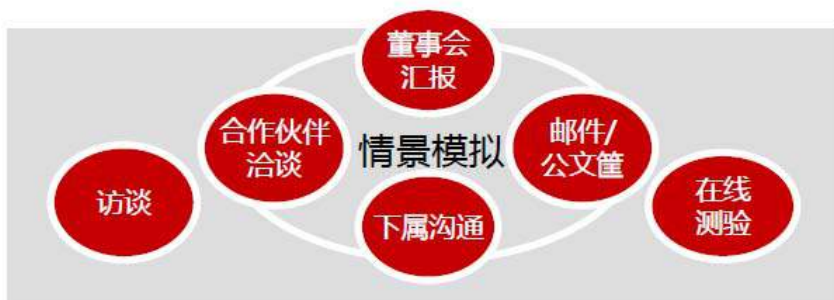 董事会
汇报
合作伙伴
洽谈
情景模拟
邮件/
公文筐
访谈
下属沟通
在线
测验